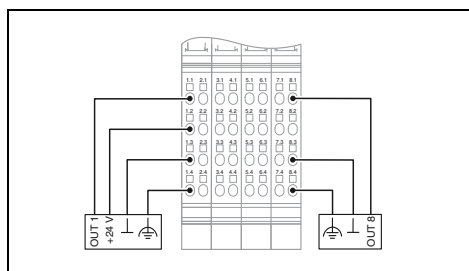 1.1 2.1 3.1 4.1 5.1 6.1 7.1 8.1
1.2 2.2 3.2 4.2 5.2 6.2 7.2 8.2
1.3 2.3 3.3 4.3 5.3 6.3 7.3 8.3
1.4 2.4 3.4 4.4 5.4 6.4 7.4 8.4
OUT 1
+24 V
OUT 8